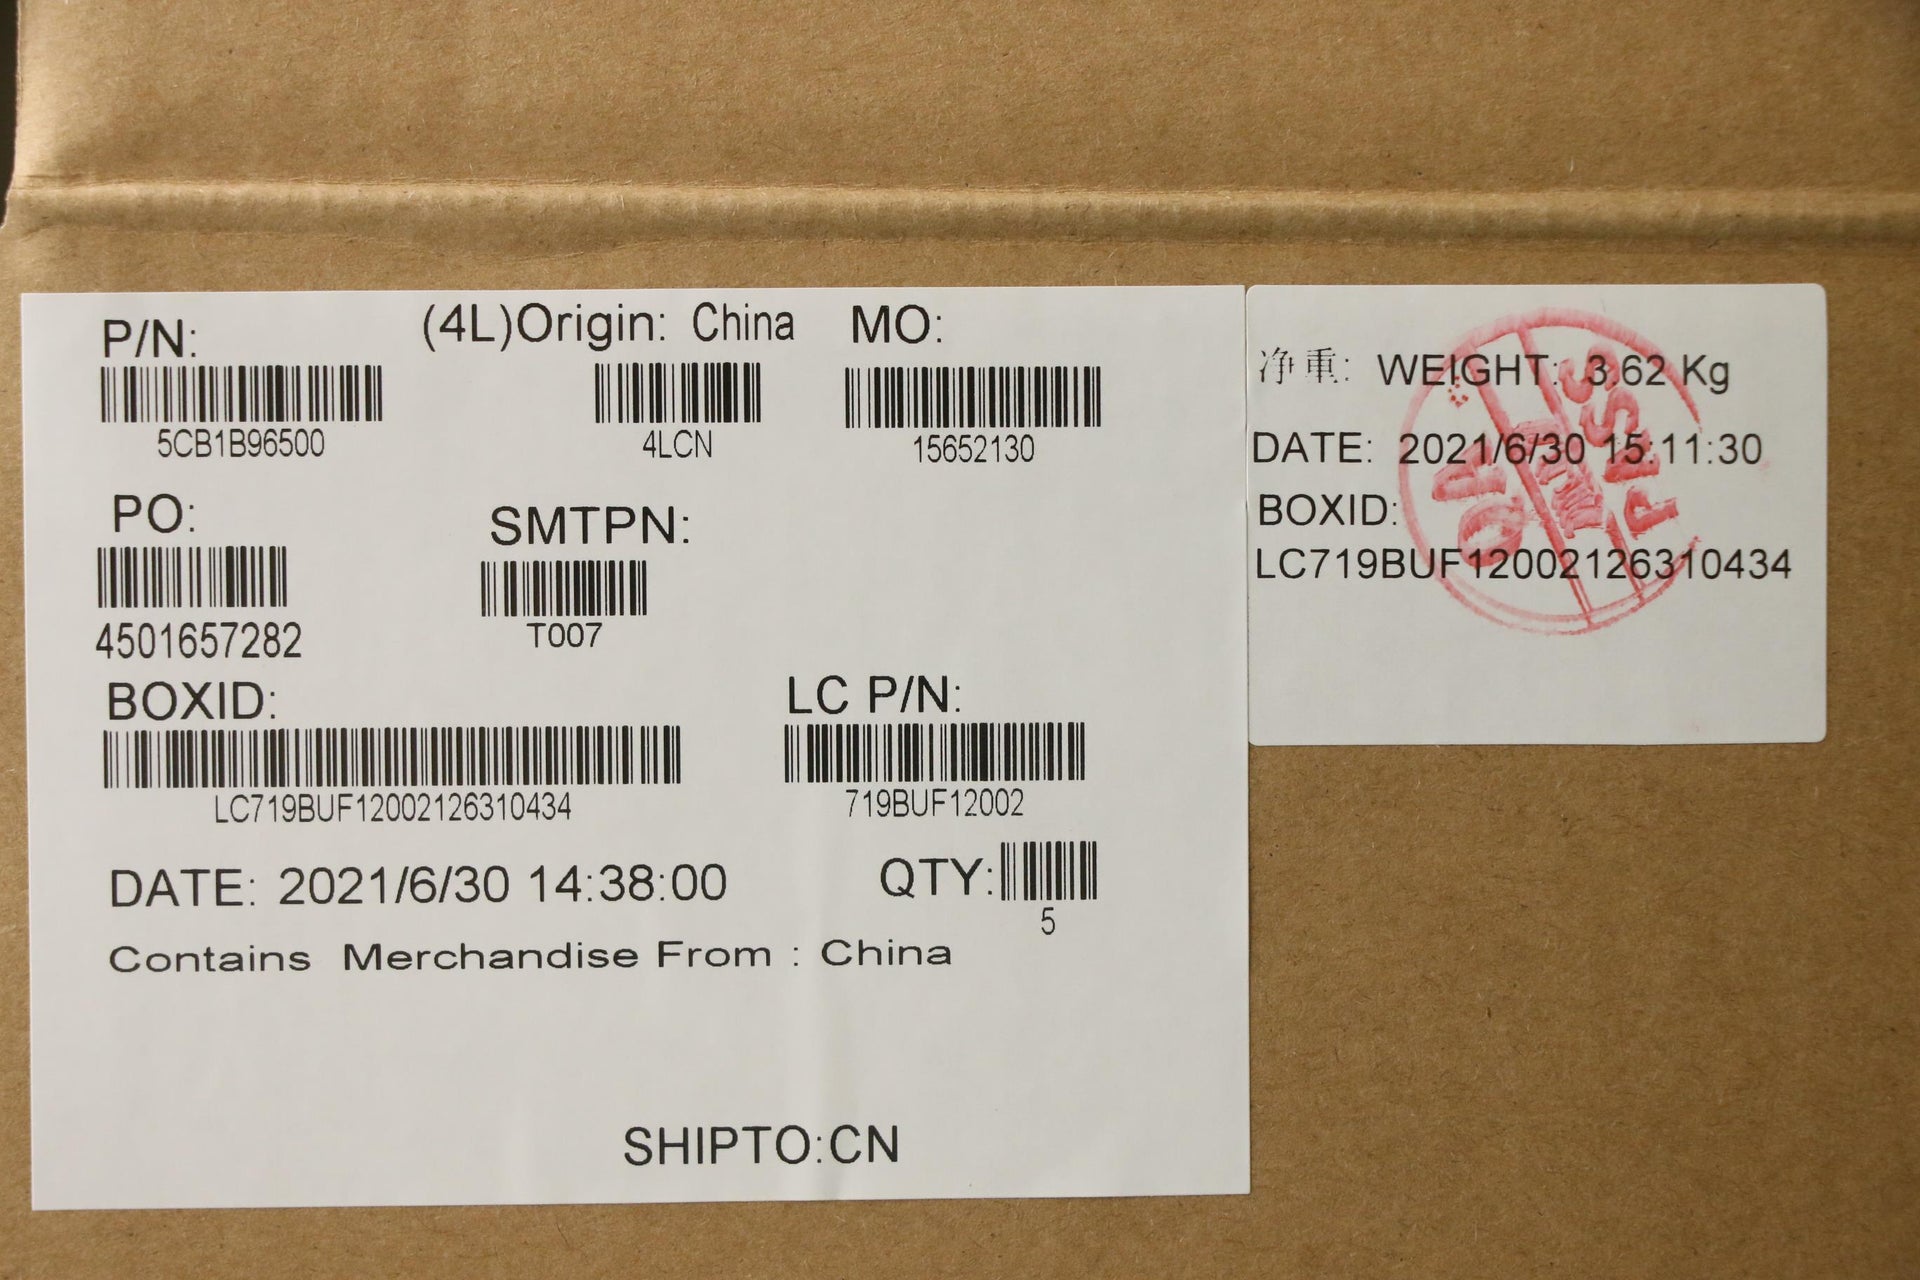 P/N:
5CB1B96500
(4L)Origin: China
4LCN
MO:
15652130
PO:
4501657282
SMTPN:
T007
BOXID:
LC719BUF12002126310434
LC P/N:
719BUF12002
DATE: 2021/6/30 14:38:00
QTY:
5
Contains Merchandise From : China
SHIPTO:CN
净重: WEIGHT: 3.62 Kg
DATE: 2021/6/30 15:11:30
BOXID:
LC719BUF12002126310434
PASS